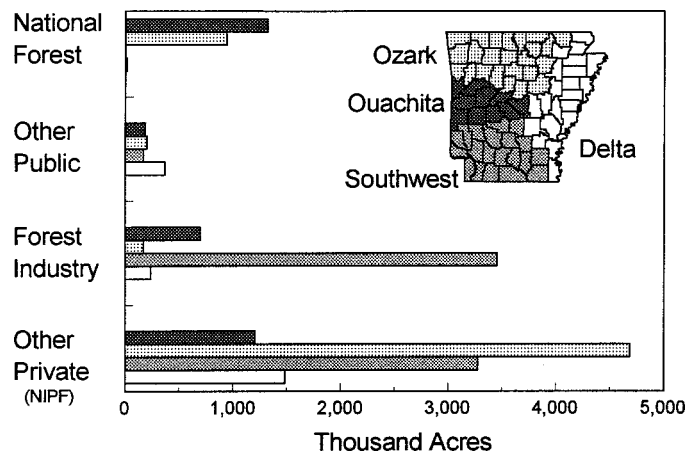 National
Forest
Other
Public
Forest
Industry
Other
Private
(NIPF)
Ozark
Ouachita
Delta
Southwest
0
1,000
2,000
3,000
4,000
5,000
Thousand Acres